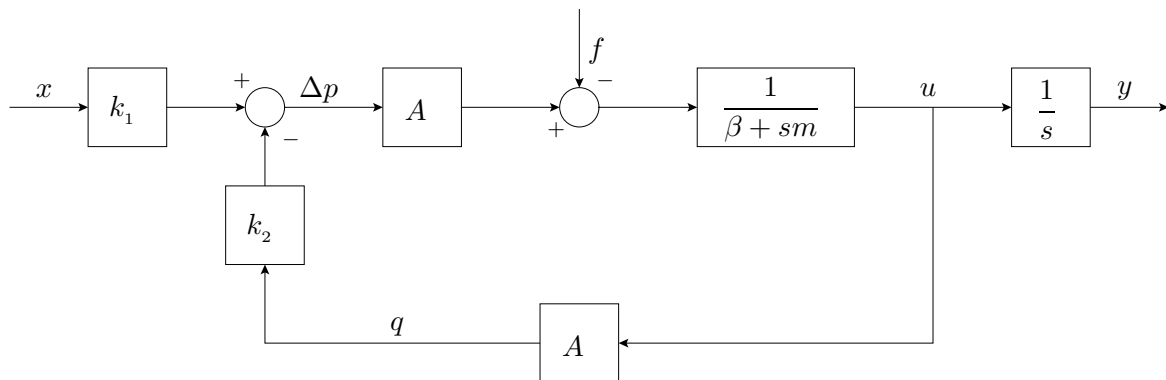 f
x
k₁
+
Δp
−
A
+
−
1
β + sm
u
1
s
y
k₂
q
A